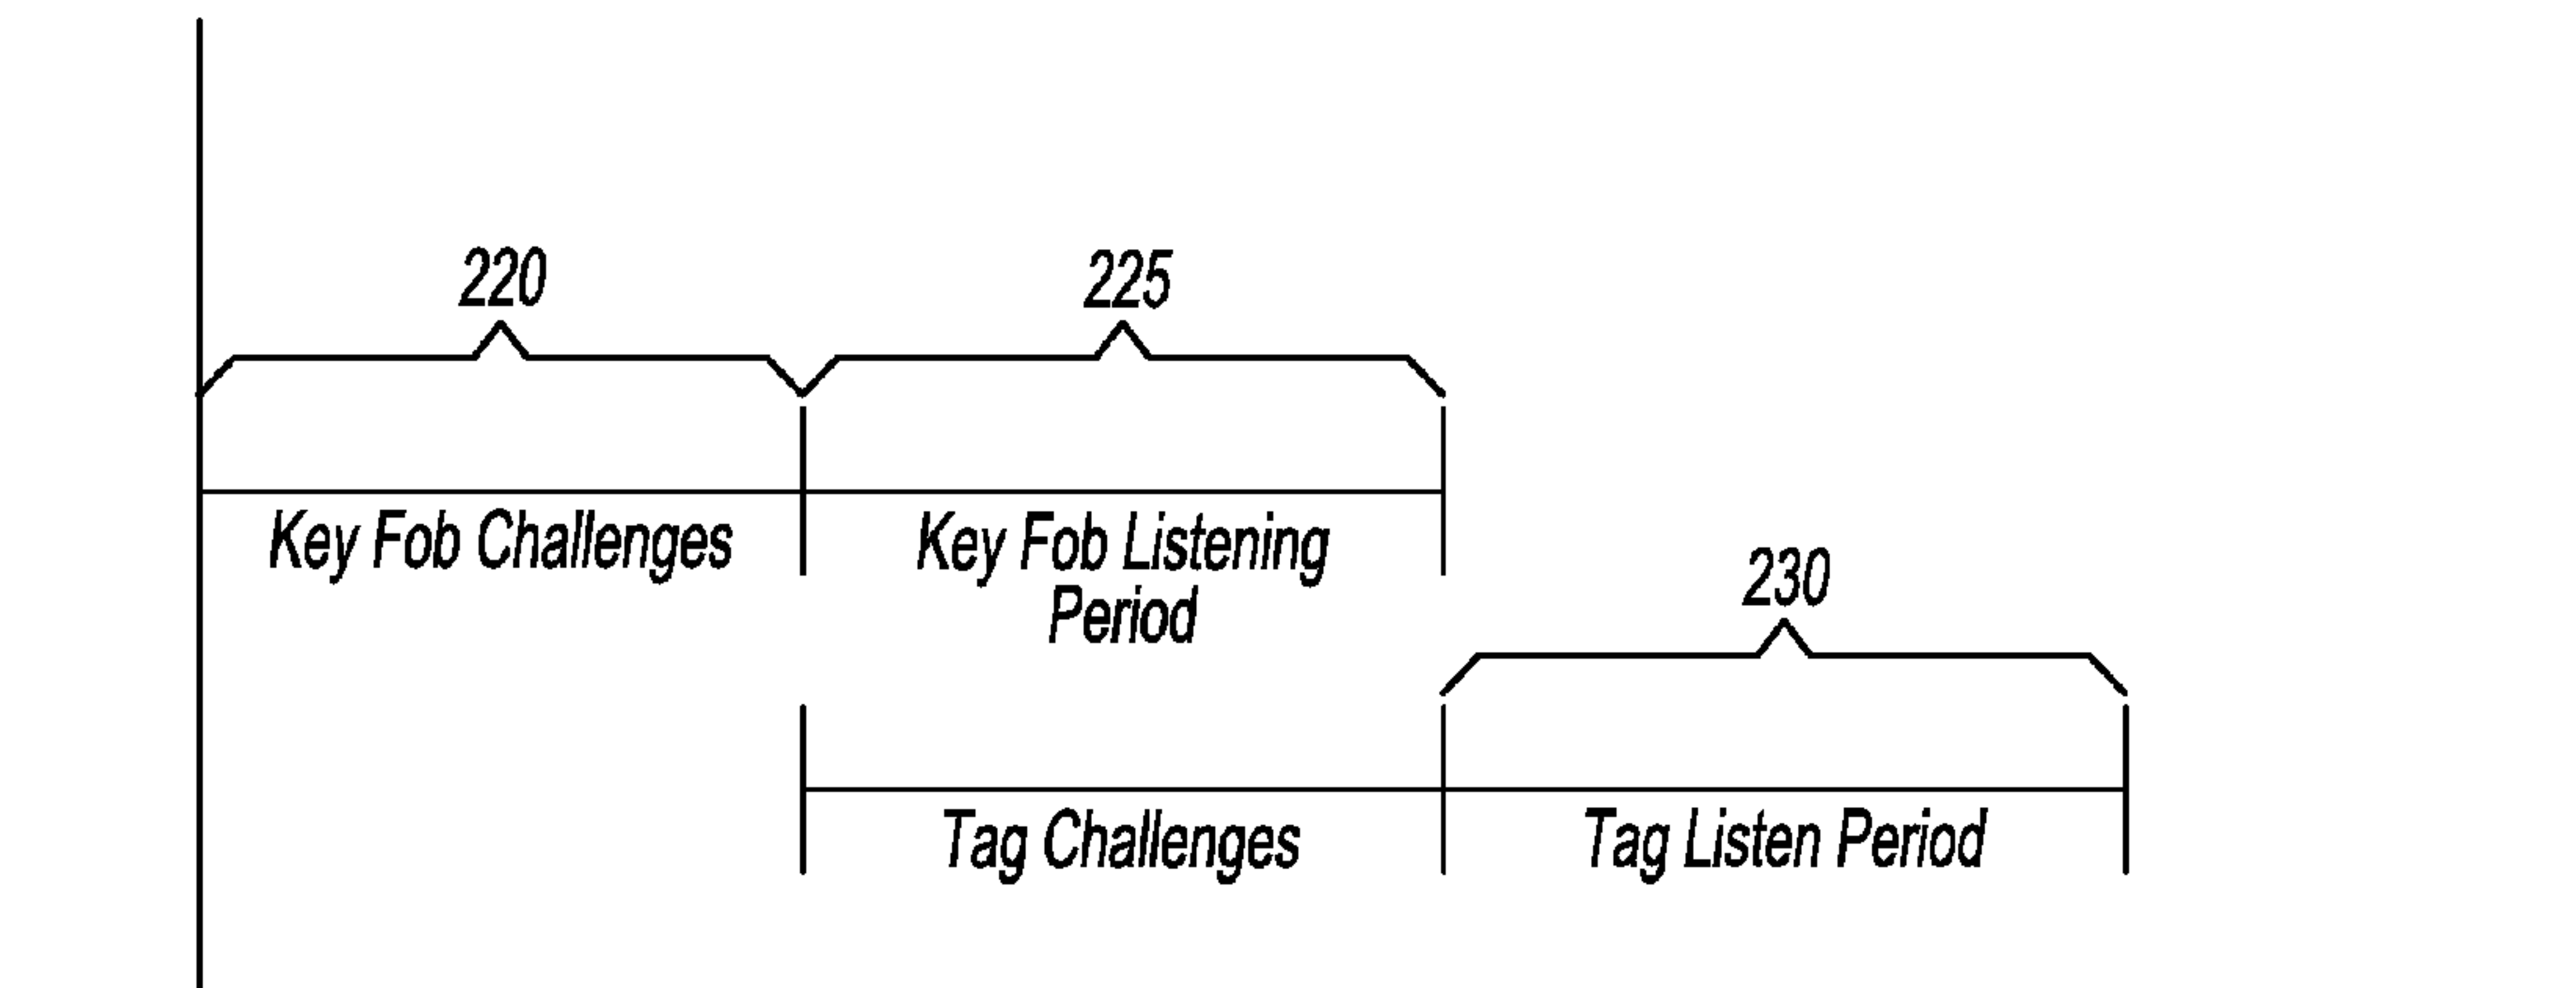 220
225
Key Fob Challenges
Key Fob Listening
Period
230
Tag Challenges
Tag Listen Period